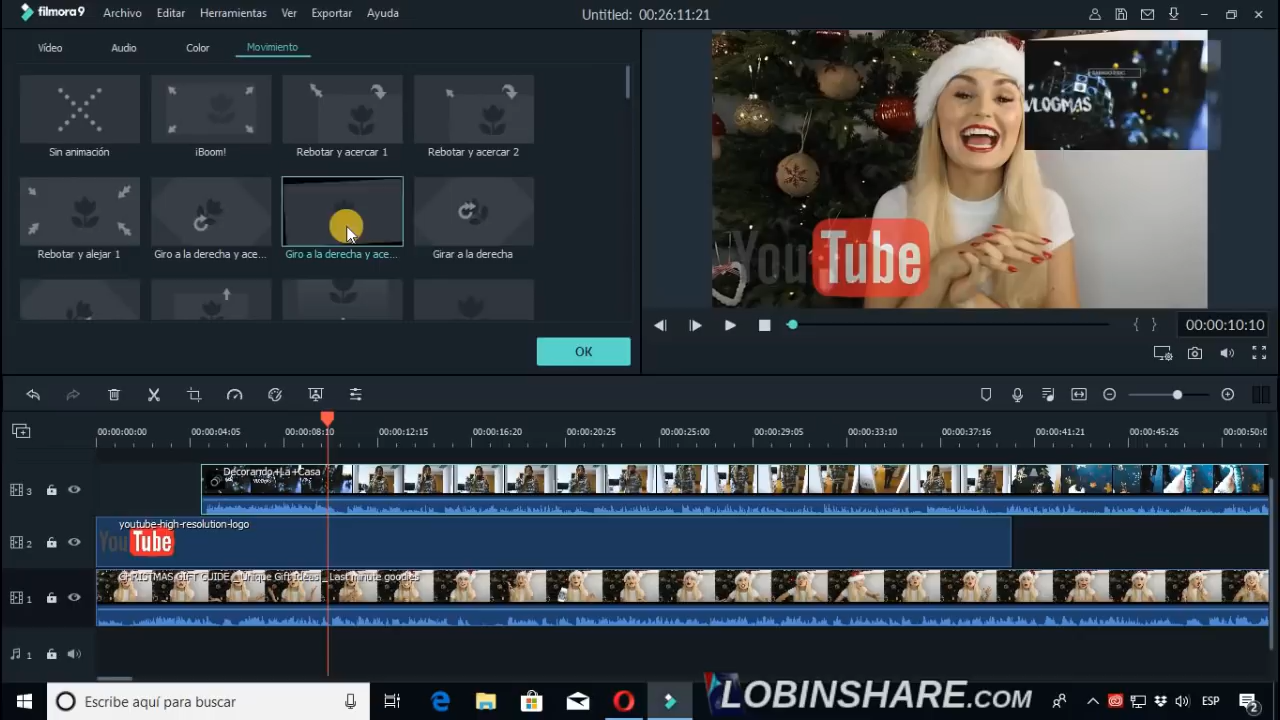 filmora9 Archivo Editar Herramientas Ver Exportar Ayuda Untitled: 00:26:11:21
Vídeo Audio Color Movimiento
Sin animación ¡Boom! Rebotar y acercar 1 Rebotar y acercar 2
Rebotar y alejar 1 Giro a la derecha y ace... Giro a la derecha y ace... Girar a la derecha
OK
VLOGMAS
YouTube
00:00:10:10
00:00:00:00 00:00:04:05 00:00:08:10 00:00:12:15 00:00:16:20 00:00:20:25 00:00:25:00 00:00:29:05 00:00:33:10 00:00:37:16 00:00:41:21 00:00:45:26 00:00:50:0
3 Decorando+La+Casa
2 youtube-high-resolution-logo
YouTube
1 CHRISTMAS GIFT GUIDE _ Unique Gift Ideas! _ Last minute goodies
1
Escribe aquí para buscar
LOBINSHARE.COM
ESP
2